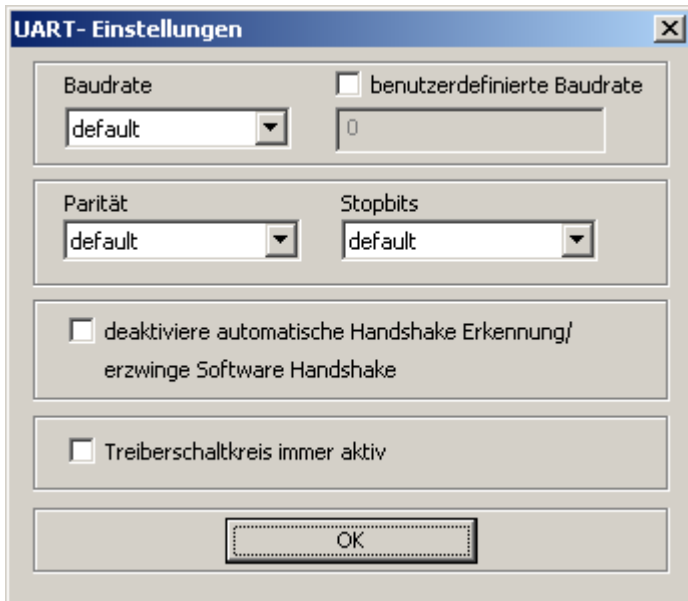 UART- Einstellungen
Baudrate
benutzerdefinierte Baudrate
default
0
Parität
Stopbits
default
default
deaktiviere automatische Handshake Erkennung/
erzwinge Software Handshake
Treiberschaltkreis immer aktiv
OK